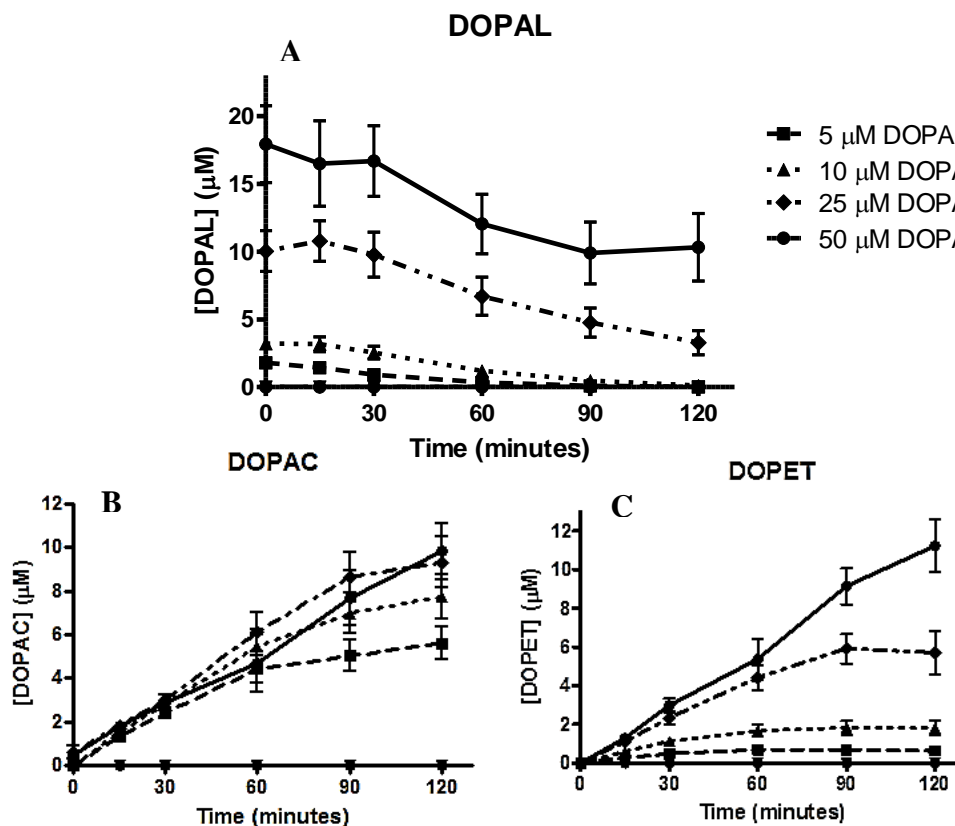 DOPAL
A
[DOPAL] (μM)
20
15
10
5
0
0 30 60 90 120
Time (minutes)
5 μM DOPA
10 μM DOPA
25 μM DOPA
50 μM DOPA
DOPAC
B
[DOPAC] (μM)
12
10
8
6
4
2
0
0 30 60 90 120
Time (minutes)
DOPET
C
[DOPET] (μM)
12
10
8
6
4
2
0
0 30 60 90 120
Time (minutes)